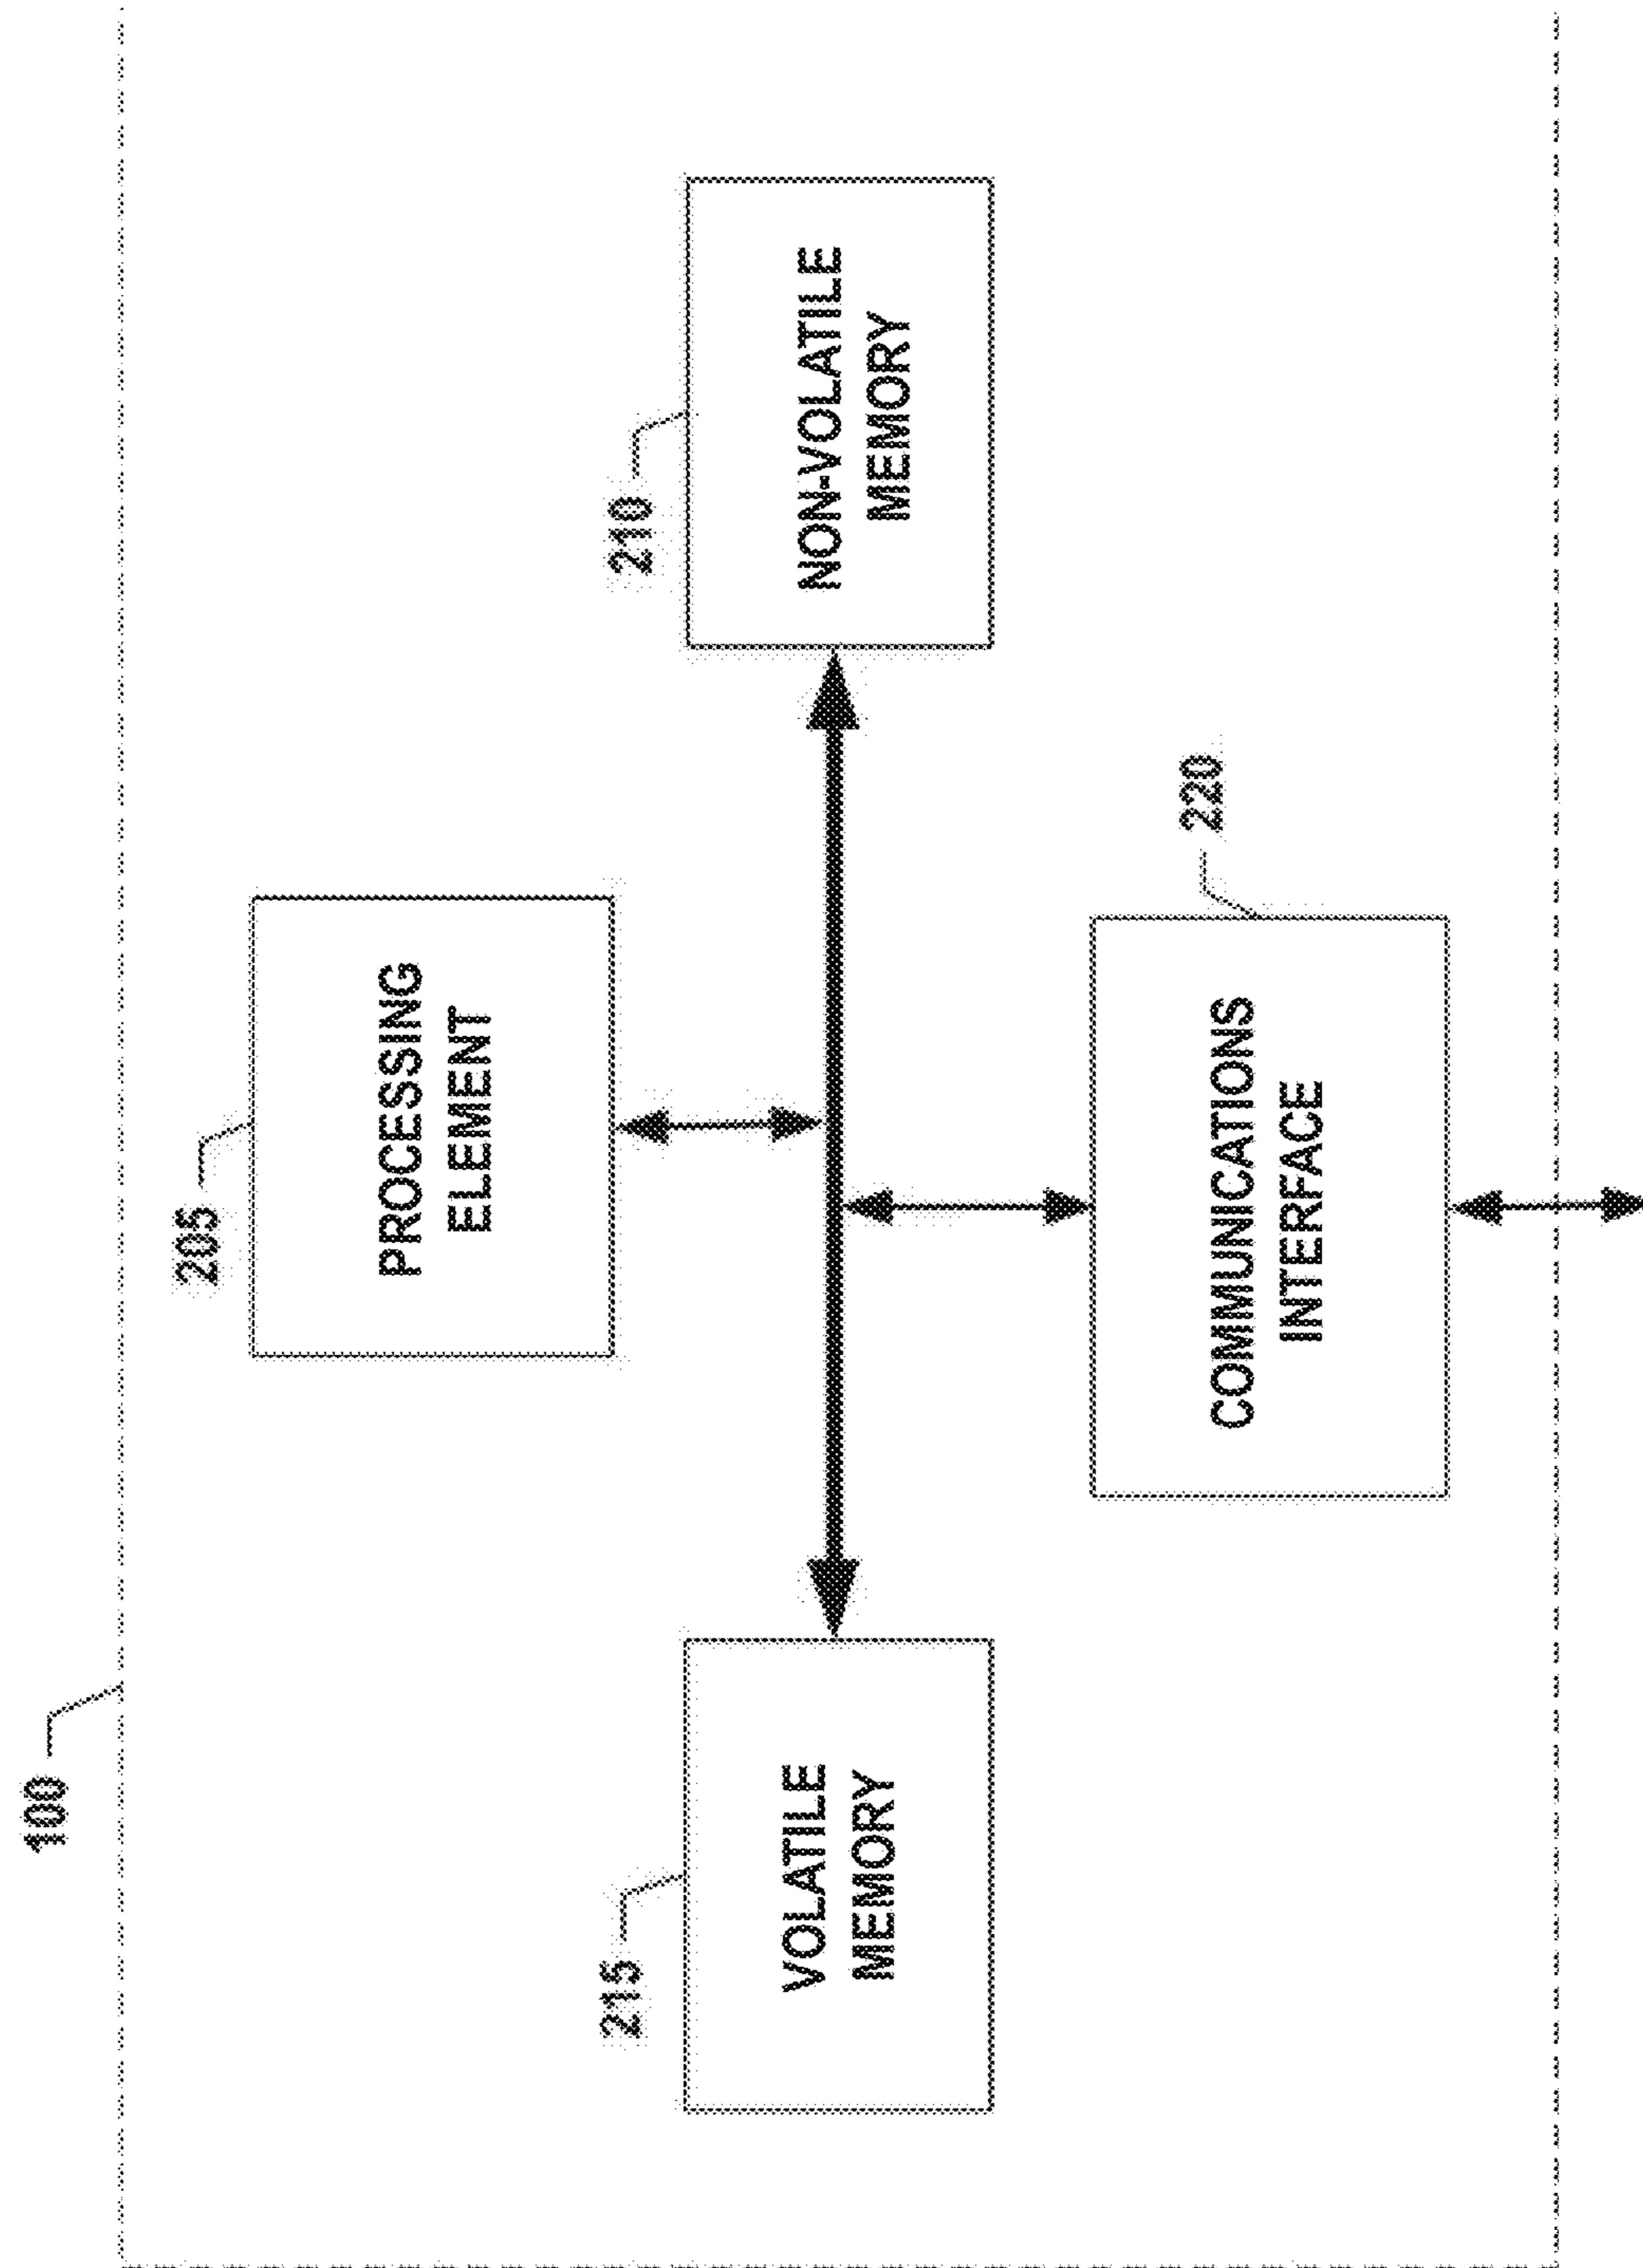 100
205
PROCESSING
ELEMENT
215
VOLATILE
MEMORY
210
NON-VOLATILE
MEMORY
220
COMMUNICATIONS
INTERFACE